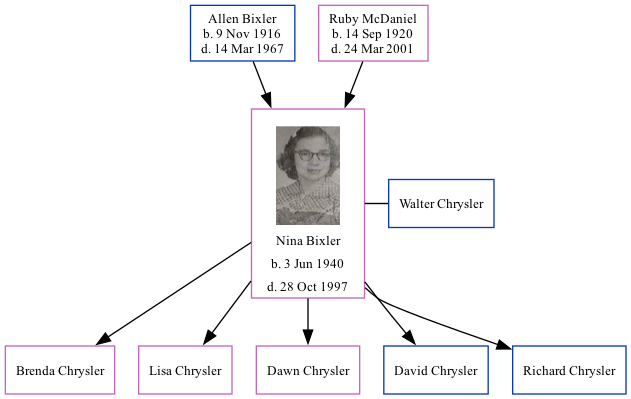 Allen Bixler
b. 9 Nov 1916
d. 14 Mar 1967
Ruby McDaniel
b. 14 Sep 1920
d. 24 Mar 2001
Walter Chrysler
Nina Bixler
b. 3 Jun 1940
d. 28 Oct 1997
Brenda Chrysler
Lisa Chrysler
Dawn Chrysler
David Chrysler
Richard Chrysler